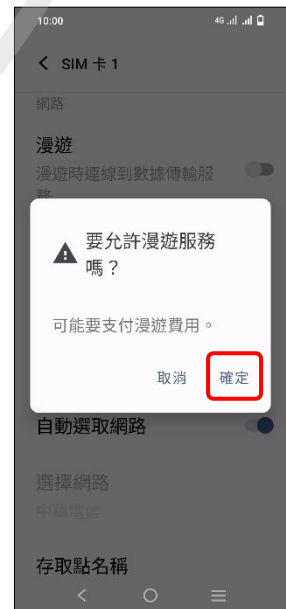 10:00
4G
SIM 卡 1
網路
漫遊
漫遊時連線到數據傳輸服
務
要允許漫遊服務
嗎？
可能要支付漫遊費用。
取消
確定
自動選取網路
選擇網路
中華電信
存取點名稱